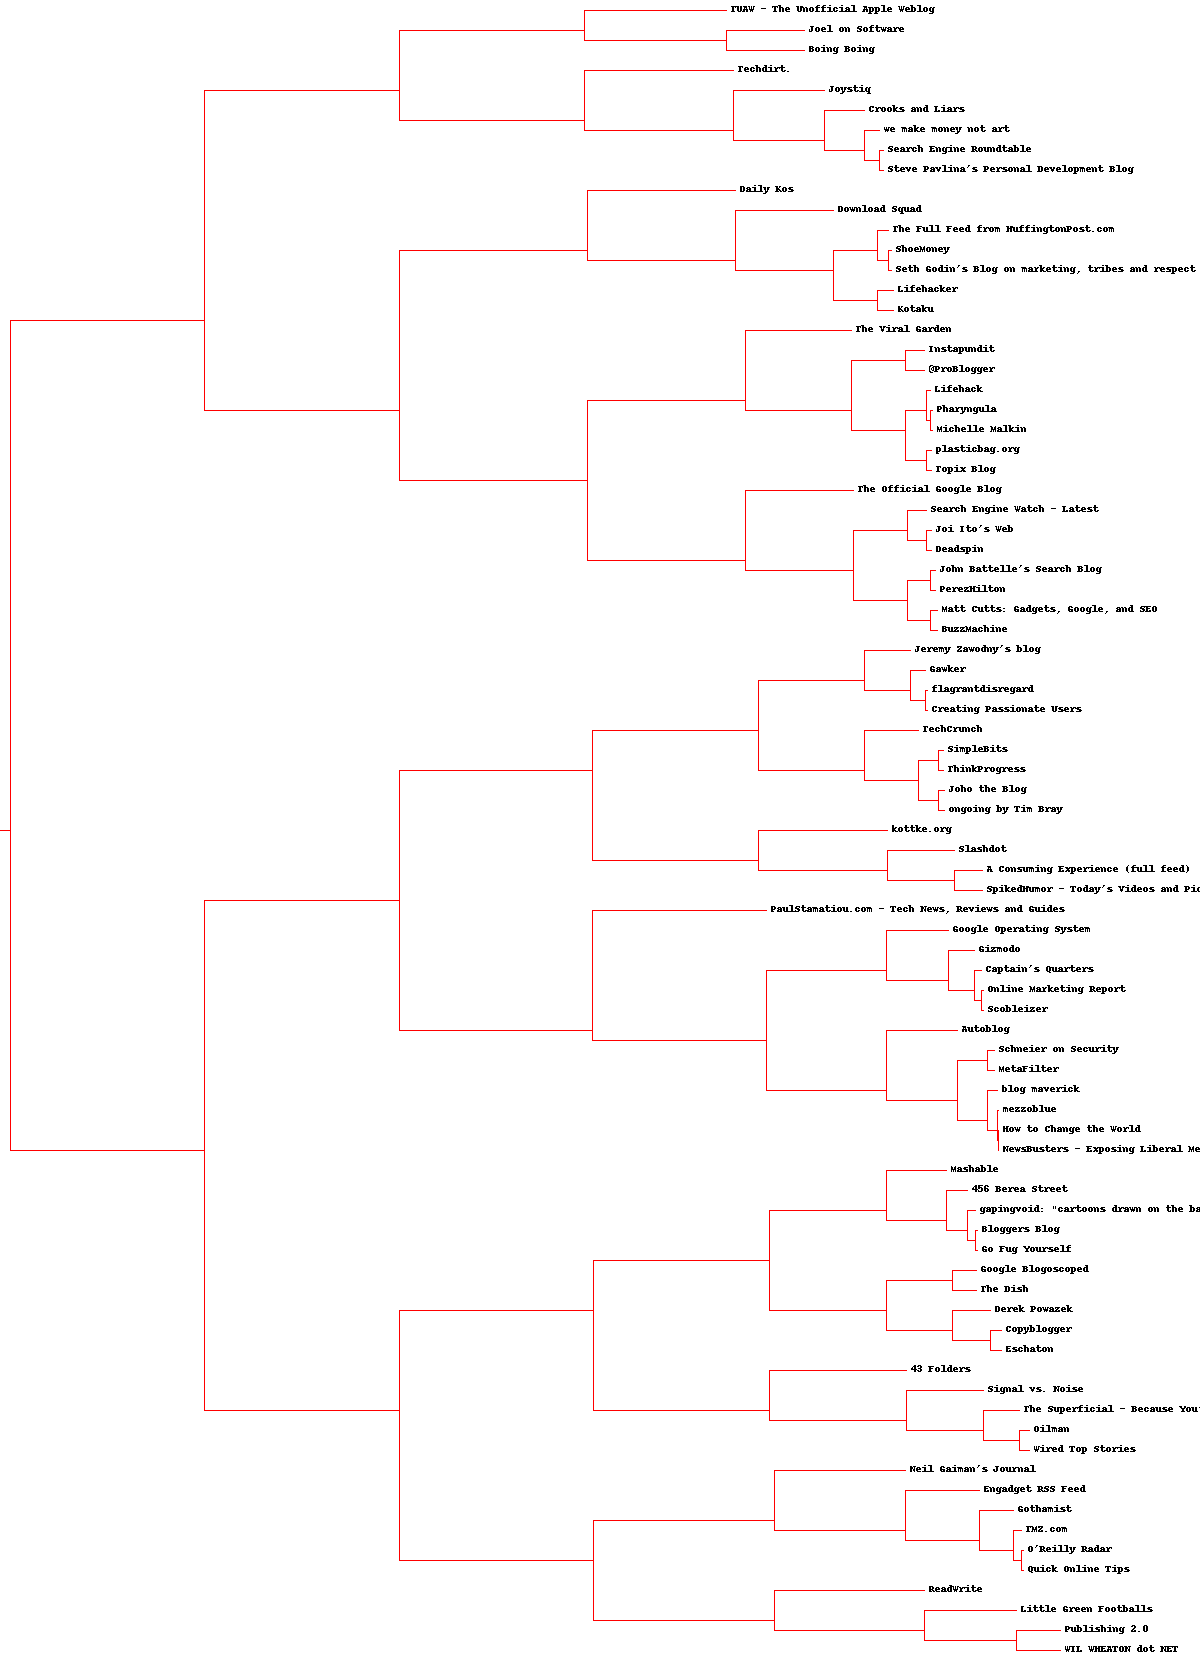 TUAW - The Unofficial Apple Weblog
Joel on Software
Boing Boing
Techdirt.
Joystiq
Crooks and Liars
we make money not art
Search Engine Roundtable
Steve Pavlina's Personal Development Blog
Daily Kos
Download Squad
The Full Feed from HuffingtonPost.com
ShoeMoney
Seth Godin's Blog on marketing, tribes and respect
Lifehacker
Kotaku
The Viral Garden
Instapundit
@ProBlogger
Lifehack
Pharyngula
Michelle Malkin
plasticbag.org
Topix Blog
The Official Google Blog
Search Engine Watch - Latest
Joi Ito's Web
Deadspin
John Battelle's Search Blog
PerezHilton
Matt Cutts: Gadgets, Google, and SEO
BuzzMachine
Jeremy Zawodny's blog
Gawker
flagrantdisregard
Creating Passionate Users
TechCrunch
SimpleBits
ThinkProgress
Joho the Blog
ongoing by Tim Bray
kottke.org
Slashdot
A Consuming Experience (full feed)
SpikedHumor - Today's Videos and Pic
PaulStamatiou.com - Tech News, Reviews and Guides
Google Operating System
Gizmodo
Captain's Quarters
Online Marketing Report
Scobleizer
Autoblog
Schneier on Security
MetaFilter
blog maverick
mezzoblue
How to Change the World
NewsBusters - Exposing Liberal Me
Mashable
456 Berea Street
gapingvoid: "cartoons drawn on the ba
Bloggers Blog
Go Fug Yourself
Google Blogoscoped
The Dish
Derek Powazek
Copyblogger
Eschaton
43 Folders
Signal vs. Noise
The Superficial - Because You'
Oilman
Wired Top Stories
Neil Gaiman's Journal
Engadget RSS Feed
Gothamist
TMZ.com
O'Reilly Radar
Quick Online Tips
ReadWrite
Little Green Footballs
Publishing 2.0
WIL WHEATON dot NET